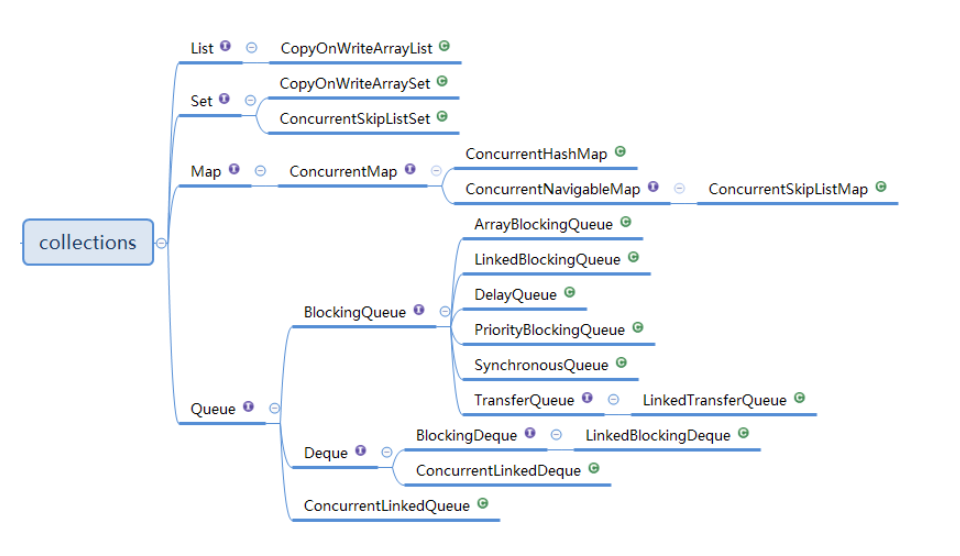 collections
List
CopyOnWriteArrayList
Set
CopyOnWriteArraySet
ConcurrentSkipListSet
Map
ConcurrentMap
ConcurrentHashMap
ConcurrentNavigableMap
ConcurrentSkipListMap
Queue
BlockingQueue
ArrayBlockingQueue
LinkedBlockingQueue
DelayQueue
PriorityBlockingQueue
SynchronousQueue
TransferQueue
LinkedTransferQueue
Deque
BlockingDeque
LinkedBlockingDeque
ConcurrentLinkedDeque
ConcurrentLinkedQueue